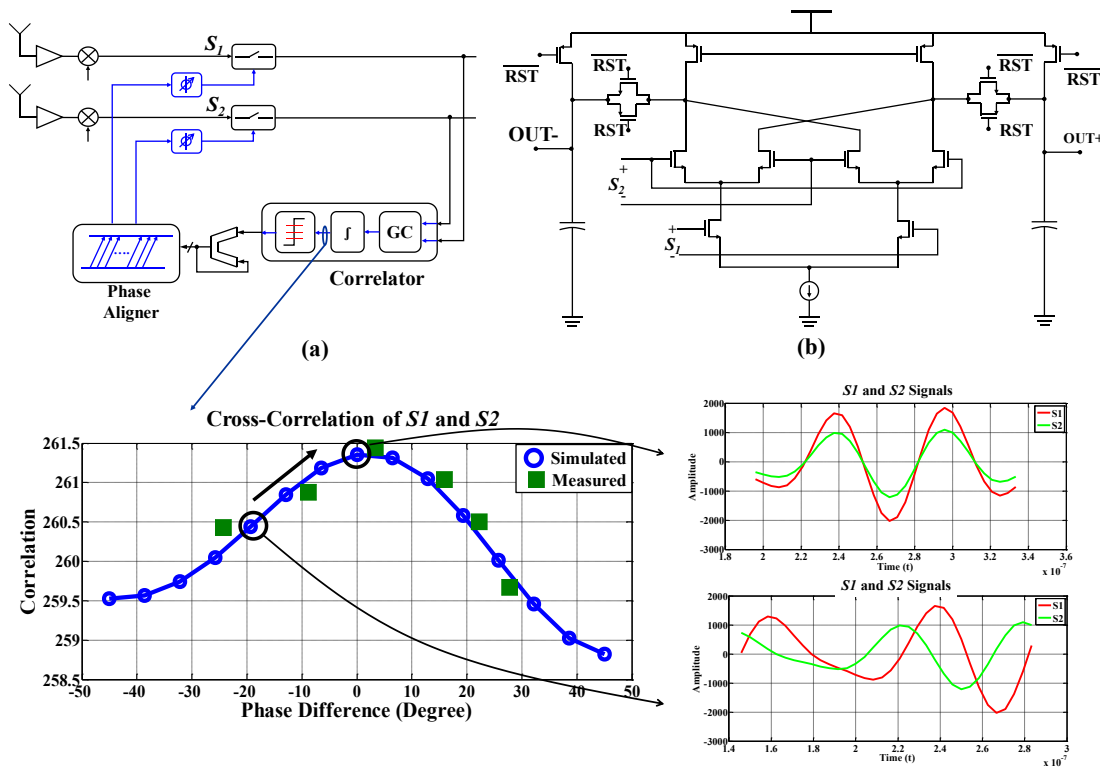 S1
S2
ϕ
ϕ
∫
GC
Correlator
Phase
Aligner
(a)
RST
RST
RST
RST
RST
RST
OUT-
OUT+
+
S2
-
+
S1
-
(b)
Cross-Correlation of S1 and S2
Simulated
Measured
Correlation
261.5
261
260.5
260
259.5
259
258.5
-50 -40 -30 -20 -10 0 10 20 30 40 50
Phase Difference (Degree)
S1 and S2 Signals
S1
S2
Amplitude
2000
1000
0
-1000
-2000
-3000
1.8 2 2.2 2.4 2.6 2.8 3 3.2 3.4 3.6
Time (t)
x 10⁻⁷
S1 and S2 Signals
S1
S2
Amplitude
2000
1000
0
-1000
-2000
-3000
1.4 1.6 1.8 2 2.2 2.4 2.6 2.8 3
Time (t)
x 10⁻⁷